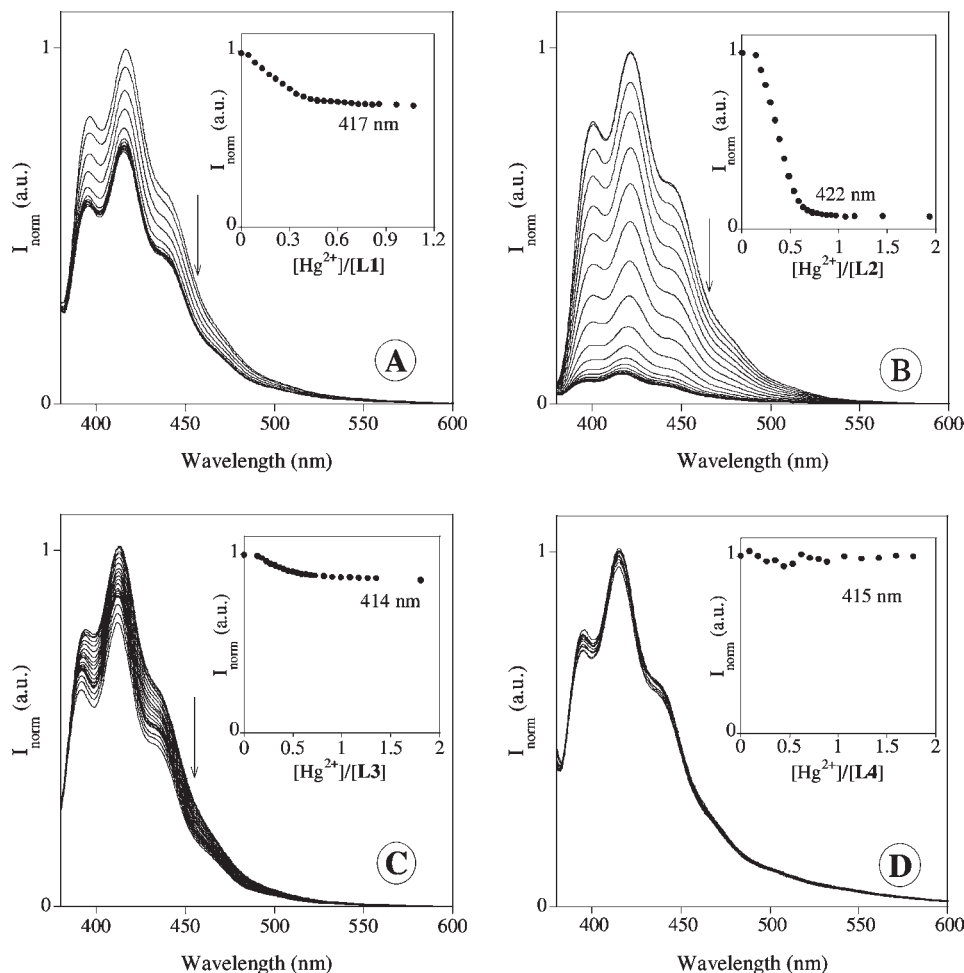 1
I_norm (a.u.)
0
400 450 500 550 600
Wavelength (nm)
A
1
I_norm (a.u.)
0
0 0.3 0.6 0.9 1.2
417 nm
[Hg²⁺]/[L1]
1
I_norm (a.u.)
0
400 450 500 550 600
Wavelength (nm)
B
1
I_norm (a.u.)
0
0 0.5 1 1.5 2
422 nm
[Hg²⁺]/[L2]
1
I_norm (a.u.)
0
400 450 500 550 600
Wavelength (nm)
C
1
I_norm (a.u.)
0
0 0.5 1 1.5 2
414 nm
[Hg²⁺]/[L3]
1
I_norm (a.u.)
0
400 450 500 550 600
Wavelength (nm)
D
1
I_norm (a.u.)
0
0 0.5 1 1.5 2
415 nm
[Hg²⁺]/[L4]